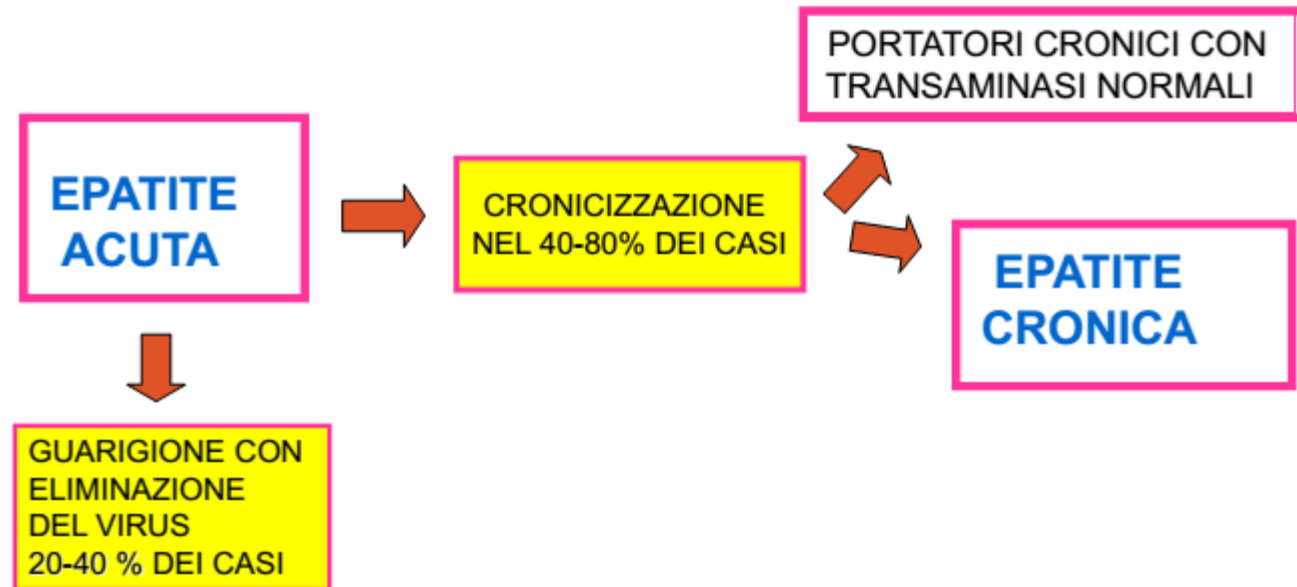 EPATITE
ACUTA
GUARIGIONE CON
ELIMINAZIONE
DEL VIRUS
20-40 % DEI CASI
CRONICIZZAZIONE
NEL 40-80% DEI CASI
PORTATORI CRONICI CON
TRANSAMINASI NORMALI
EPATITE
CRONICA